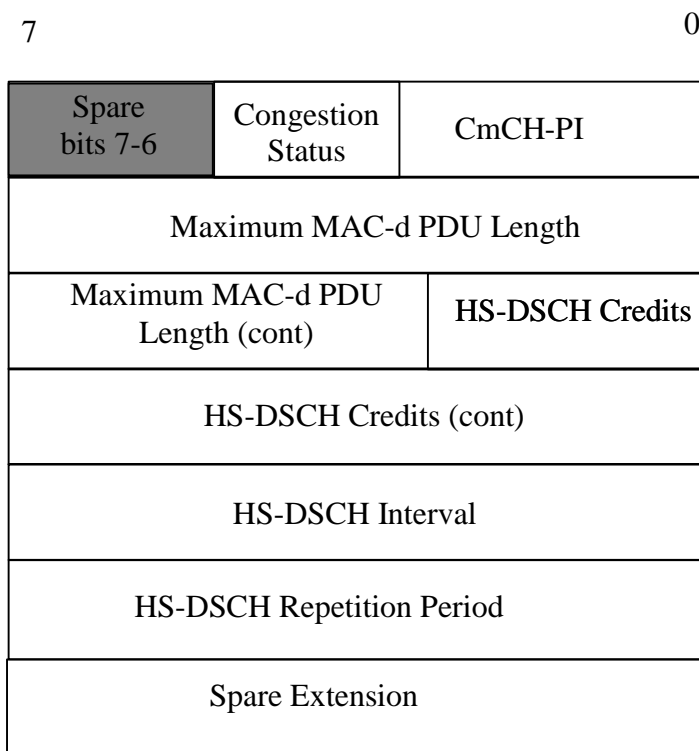 7 0
Spare
bits 7-6
Congestion
Status
CmCH-PI
Maximum MAC-d PDU Length
Maximum MAC-d PDU
Length (cont)
HS-DSCH Credits
HS-DSCH Credits (cont)
HS-DSCH Interval
HS-DSCH Repetition Period
Spare Extension